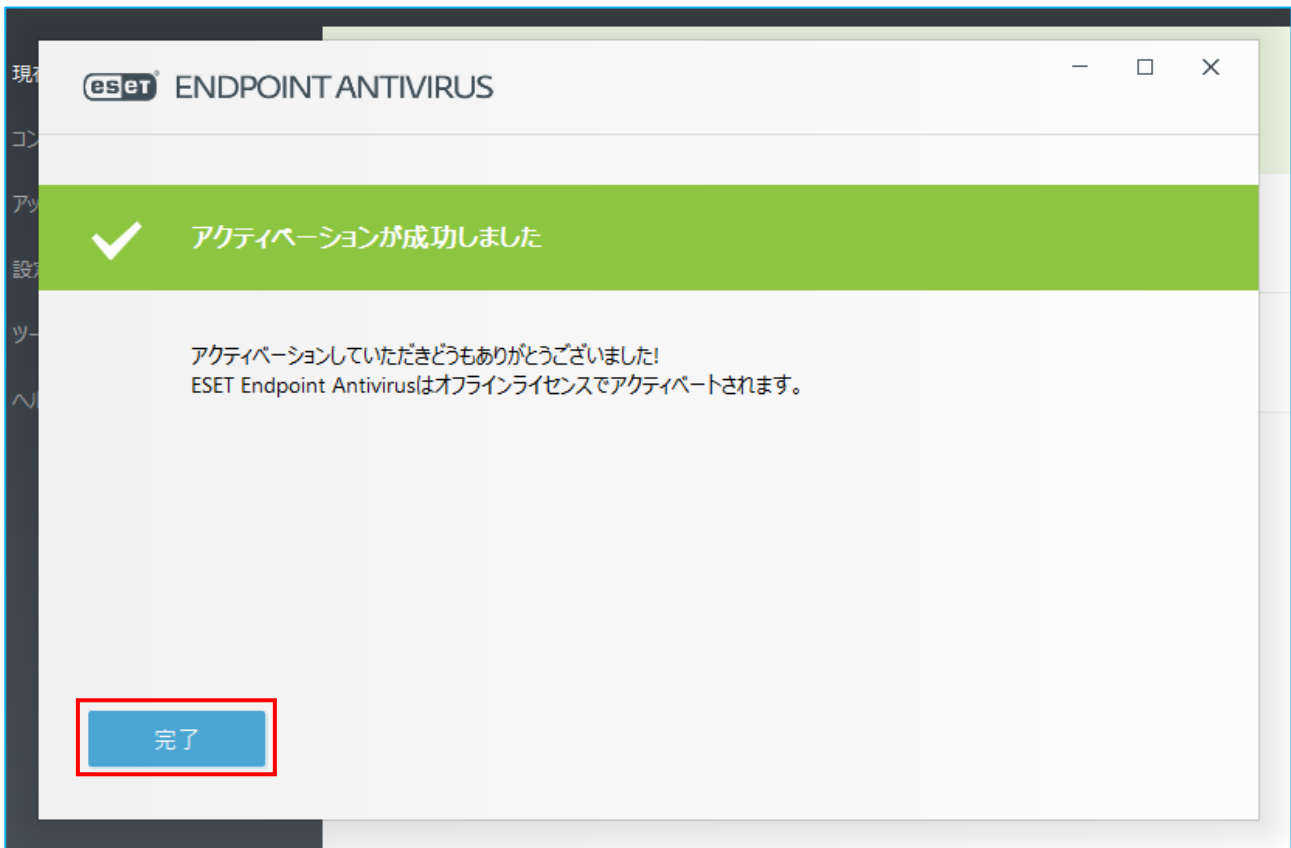 eset ENDPOINT ANTIVIRUS
アクティベーションが成功しました
アクティベーションしていただきどうもありがとうございました!
ESET Endpoint Antivirusはオフラインライセンスでアクティベートされます。
完了